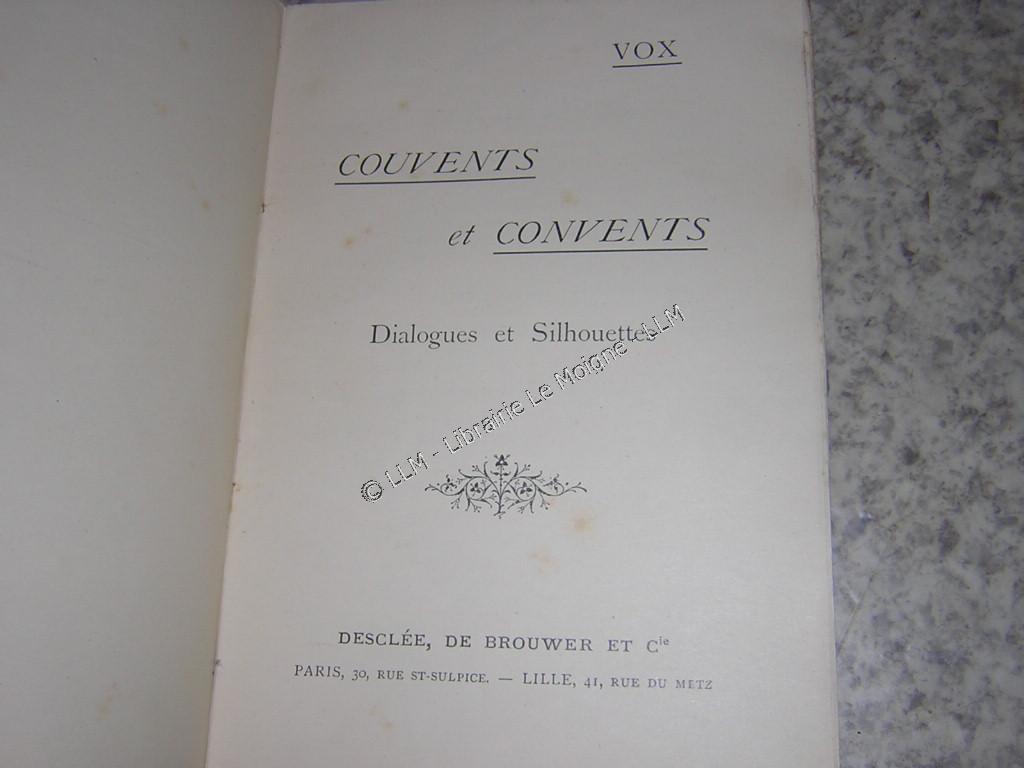 VOX
COUVENTS
et CONVENTS
Dialogues et Silhouettes
© LLM - Librairie Le Moigne - LLM
DESCLÉE, DE BROUWER ET Cie
PARIS, 30, RUE ST-SULPICE. — LILLE, 41, RUE DU METZ